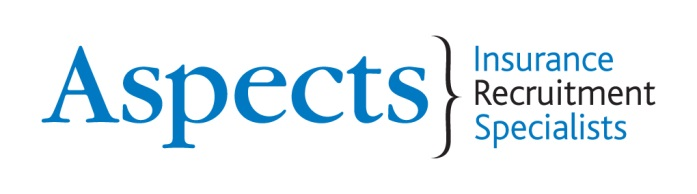 Aspects}
Insurance
Recruitment
Specialists